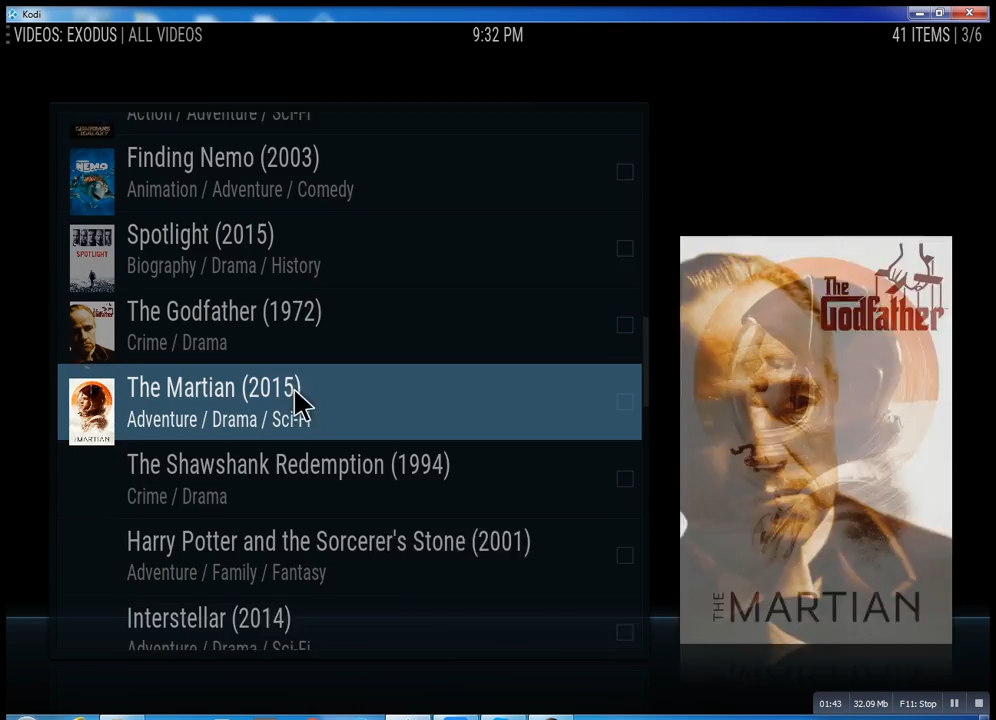 Kodi
VIDEOS: EXODUS | ALL VIDEOS
9:32 PM
41 ITEMS | 3/6
Action / Adventure / Sci-Fi
Finding Nemo (2003)
Animation / Adventure / Comedy
NEMO
Spotlight (2015)
Biography / Drama / History
SPOTLIGHT
The Godfather (1972)
Crime / Drama
The Martian (2015)
Adventure / Drama / Sci-Fi
MARTIAN
The Shawshank Redemption (1994)
Crime / Drama
Harry Potter and the Sorcerer's Stone (2001)
Adventure / Family / Fantasy
Interstellar (2014)
Adventure / Drama / Sci-Fi
The
Godfather
THE MARTIAN
01:43
32.09 Mb
F11: Stop